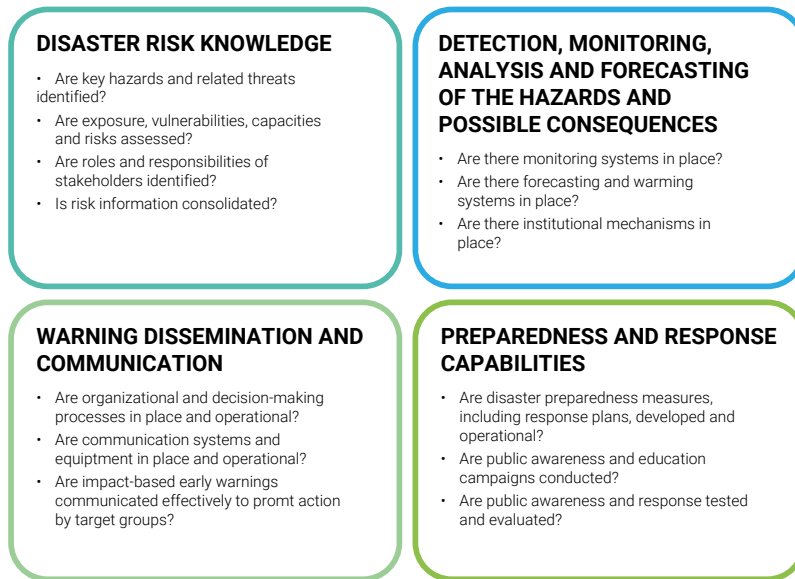 DISASTER RISK KNOWLEDGE
• Are key hazards and related threats
identified?
• Are exposure, vulnerabilities, capacities
and risks assessed?
• Are roles and responsibilities of
stakeholders identified?
• Is risk information consolidated?
DETECTION, MONITORING,
ANALYSIS AND FORECASTING
OF THE HAZARDS AND
POSSIBLE CONSEQUENCES
• Are there monitoring systems in place?
• Are there forecasting and warming
systems in place?
• Are there institutional mechanisms in
place?
WARNING DISSEMINATION AND
COMMUNICATION
• Are organizational and decision-making
processes in place and operational?
• Are communication systems and
equiptment in place and operational?
• Are impact-based early warnings
communicated effectively to promt action
by target groups?
PREPAREDNESS AND RESPONSE
CAPABILITIES
• Are disaster preparedness measures,
including response plans, developed and
operational?
• Are public awareness and education
campaigns conducted?
• Are public awareness and response tested
and evaluated?